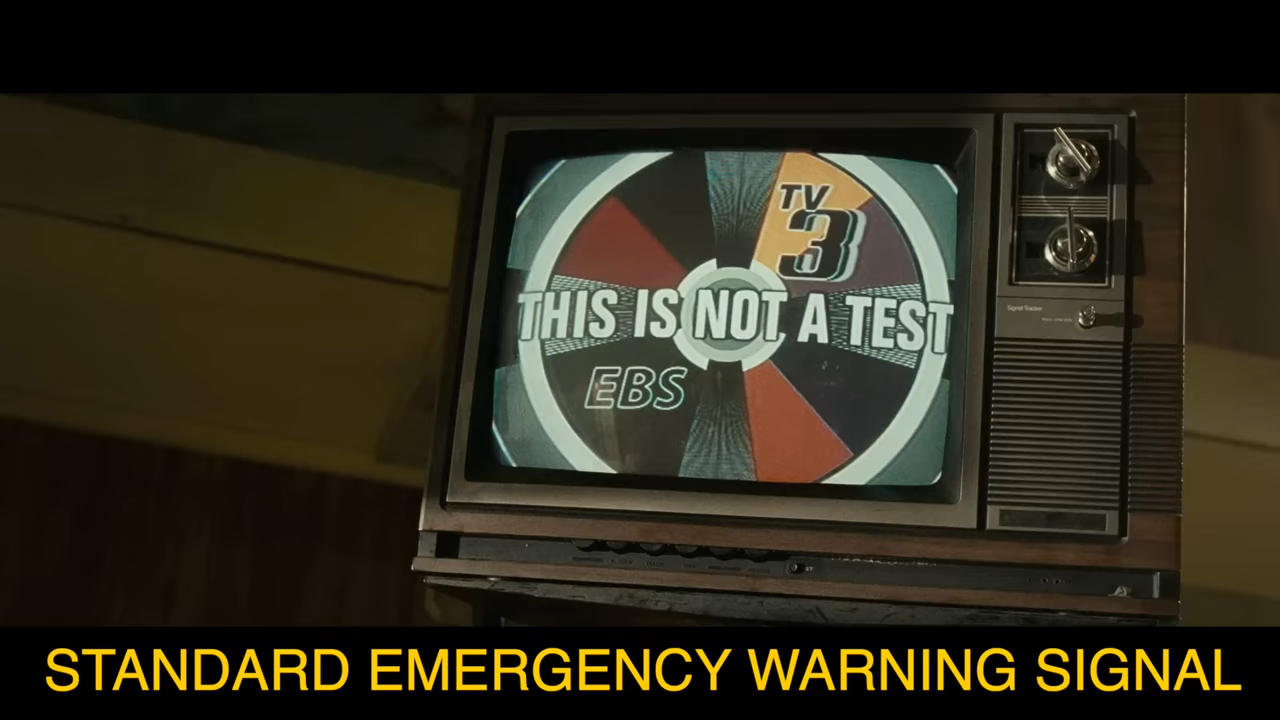 TV
3
THIS IS NOT A TEST
EBS
Signal Tracker
STANDARD EMERGENCY WARNING SIGNAL